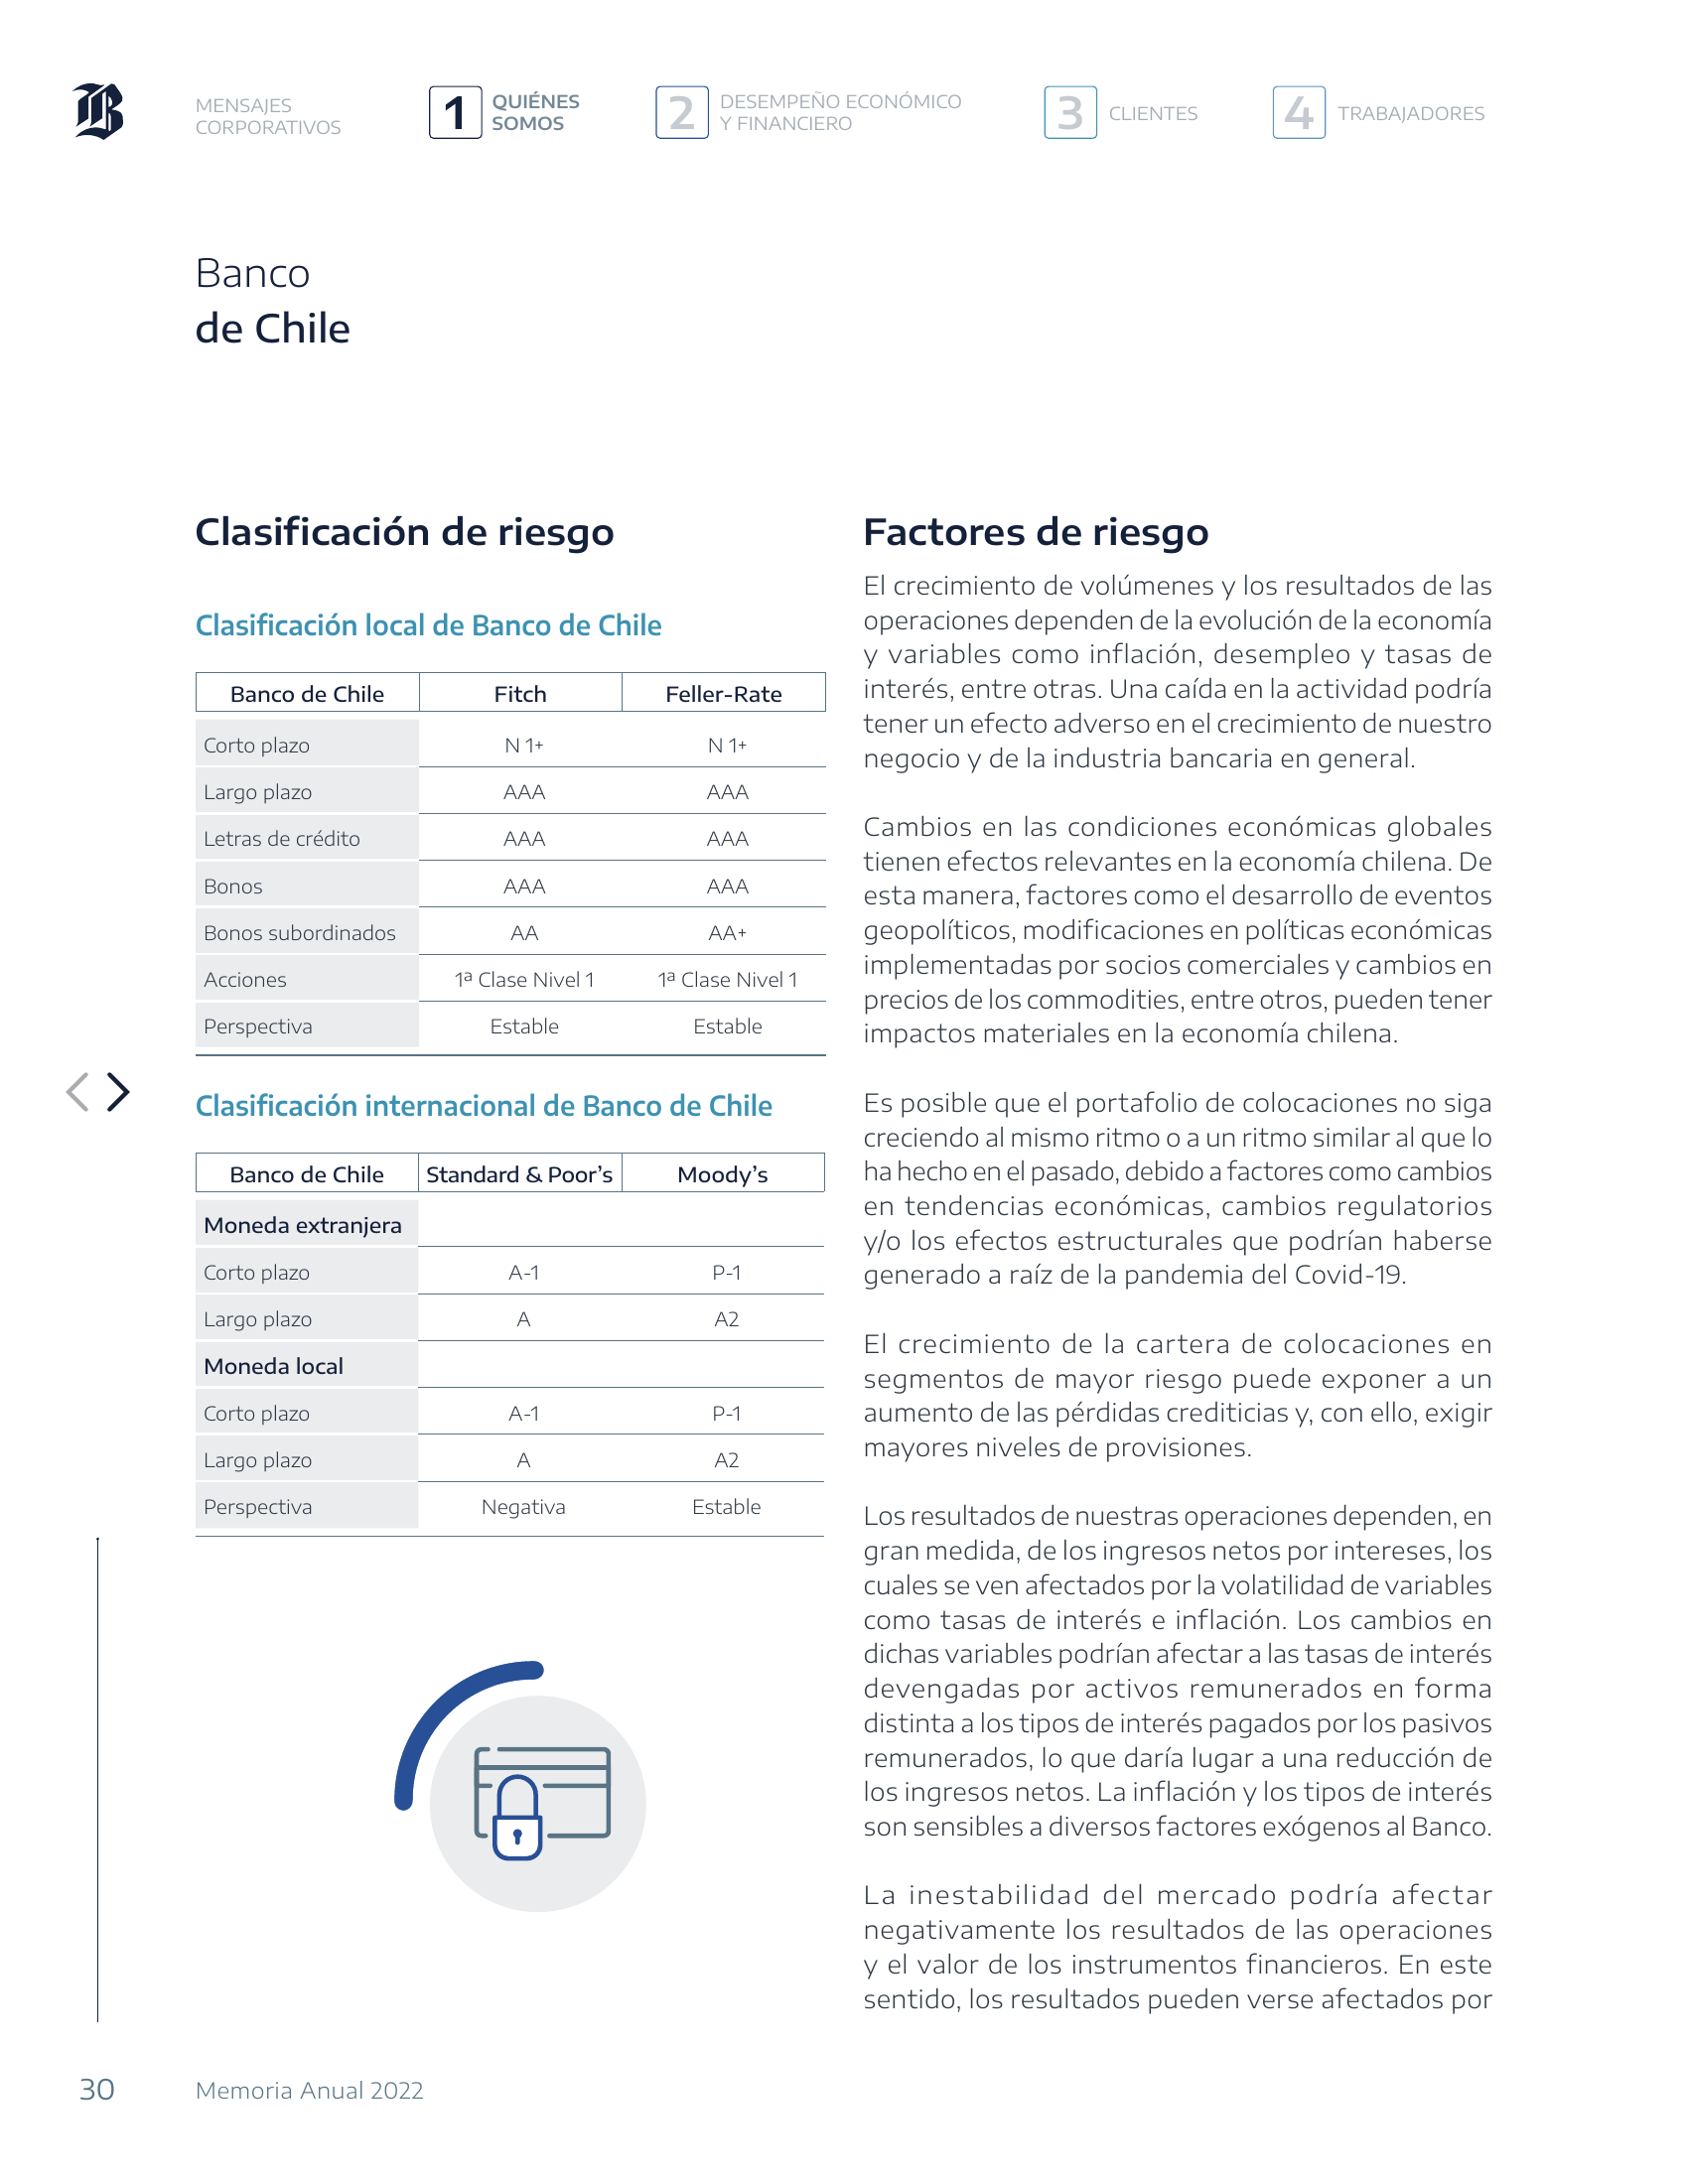 B
MENSAJES
CORPORATIVOS
1
QUIÉNES
SOMOS
2
DESEMPEÑO ECONÓMICO
Y FINANCIERO
3 CLIENTES
4 TRABAJADORES
Banco
de Chile
Clasificación de riesgo
Clasificación local de Banco de Chile
Banco de Chile Fitch Feller-Rate
Corto plazo N 1+ N 1+
Largo plazo AAA AAA
Letras de crédito AAA AAA
Bonos AAA AAA
Bonos subordinados AA AA+
Acciones 1ª Clase Nivel 1 1ª Clase Nivel 1
Perspectiva Estable Estable
Clasificación internacional de Banco de Chile
Banco de Chile Standard & Poor’s Moody’s
Moneda extranjera
Corto plazo A-1 P-1
Largo plazo A A2
Moneda local
Corto plazo A-1 P-1
Largo plazo A A2
Perspectiva Negativa Estable
Factores de riesgo
El crecimiento de volúmenes y los resultados de las
operaciones dependen de la evolución de la economía
y variables como inflación, desempleo y tasas de
interés, entre otras. Una caída en la actividad podría
tener un efecto adverso en el crecimiento de nuestro
negocio y de la industria bancaria en general.
Cambios en las condiciones económicas globales
tienen efectos relevantes en la economía chilena. De
esta manera, factores como el desarrollo de eventos
geopolíticos, modificaciones en políticas económicas
implementadas por socios comerciales y cambios en
precios de los commodities, entre otros, pueden tener
impactos materiales en la economía chilena.
Es posible que el portafolio de colocaciones no siga
creciendo al mismo ritmo o a un ritmo similar al que lo
ha hecho en el pasado, debido a factores como cambios
en tendencias económicas, cambios regulatorios
y/o los efectos estructurales que podrían haberse
generado a raíz de la pandemia del Covid-19.
El crecimiento de la cartera de colocaciones en
segmentos de mayor riesgo puede exponer a un
aumento de las pérdidas crediticias y, con ello, exigir
mayores niveles de provisiones.
Los resultados de nuestras operaciones dependen, en
gran medida, de los ingresos netos por intereses, los
cuales se ven afectados por la volatilidad de variables
como tasas de interés e inflación. Los cambios en
dichas variables podrían afectar a las tasas de interés
devengadas por activos remunerados en forma
distinta a los tipos de interés pagados por los pasivos
remunerados, lo que daría lugar a una reducción de
los ingresos netos. La inflación y los tipos de interés
son sensibles a diversos factores exógenos al Banco.
La inestabilidad del mercado podría afectar
negativamente los resultados de las operaciones
y el valor de los instrumentos financieros. En este
sentido, los resultados pueden verse afectados por
30 Memoria Anual 2022